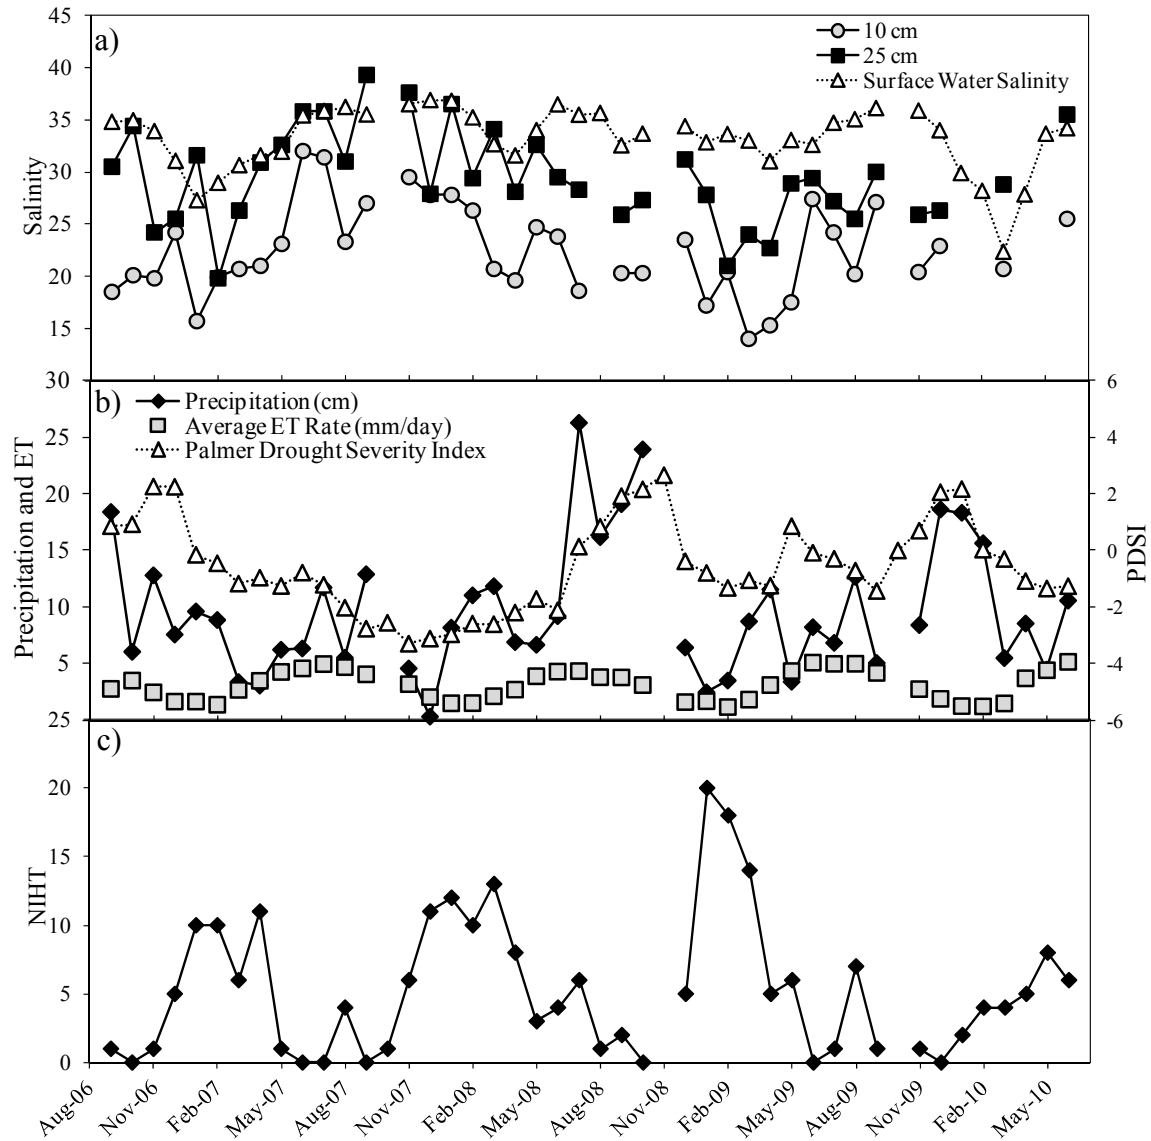 45
40
35
30
25
20
15
30
Salinity
a)
10 cm
25 cm
Surface Water Salinity
25
20
15
10
5
25
Precipitation and ET
b)
Precipitation (cm)
Average ET Rate (mm/day)
Palmer Drought Severity Index
6
4
2
0
-2
-4
-6
PDSI
20
15
10
5
0
NIHT
c)
Aug-06
Nov-06
Feb-07
May-07
Aug-07
Nov-07
Feb-08
May-08
Aug-08
Nov-08
Feb-09
May-09
Aug-09
Nov-09
Feb-10
May-10